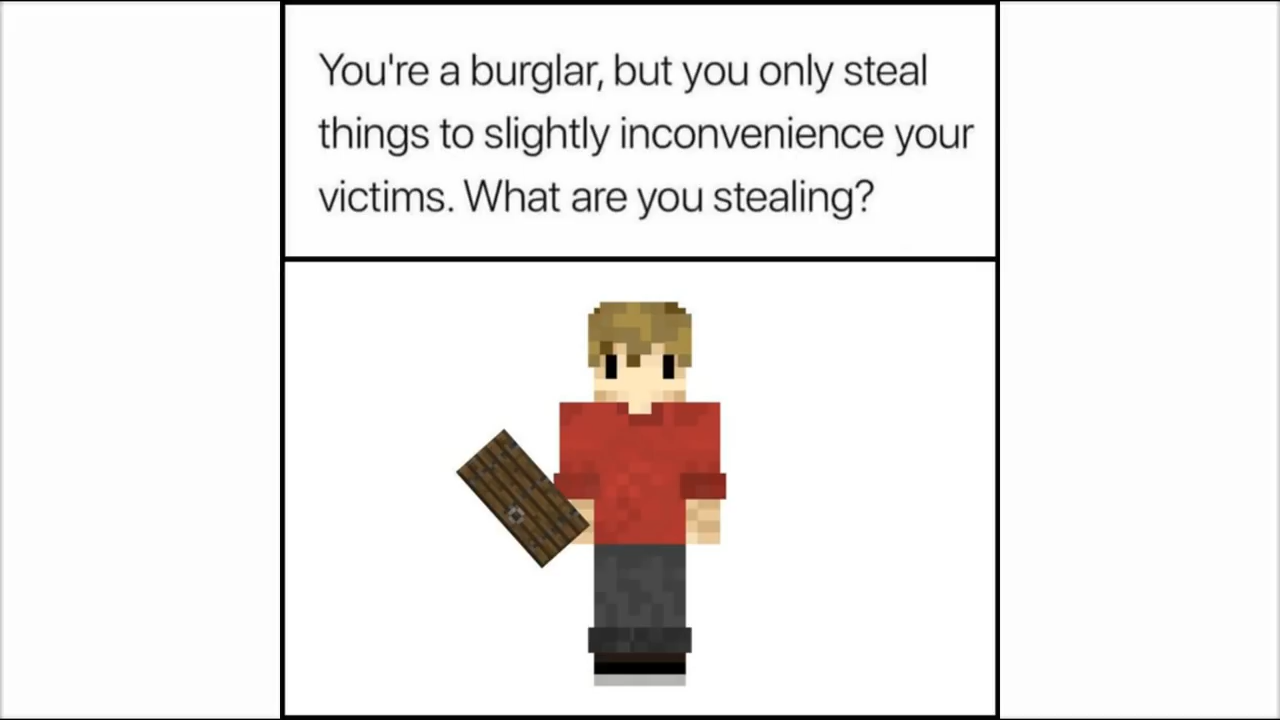 You're a burglar, but you only steal
things to slightly inconvenience your
victims. What are you stealing?